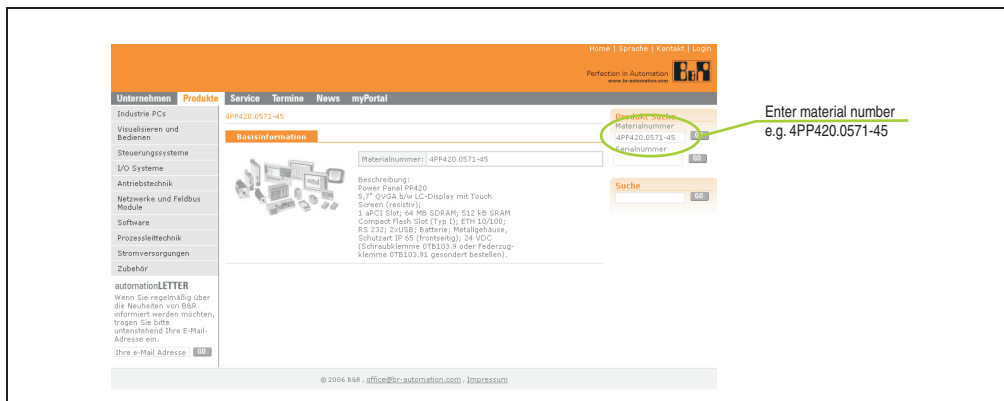 Home | Sprache | Kontakt | Login
Perfection in Automation
www.br-automation.com
B&R
Unternehmen Produkte Service Termine News myPortal
Industrie PCs
Visualisieren und
Bedienen
Steuerungssysteme
I/O Systeme
Antriebstechnik
Netzwerke und Feldbus
Module
Software
Prozessleittechnik
Stromversorgungen
Zubehör
automationLETTER
Wenn Sie regelmäßig über
die Neuheiten von B&R
informiert werden möchten,
tragen Sie bitte
untenstehend Ihre E-Mail-
Adresse ein.
Ihre e-Mail Adresse GO
4PP420.0571-45
Basisinformation
Materialnummer: 4PP420.0571-45
Beschreibung:
Power Panel PP420
5,7" QVGA b/w LC-Display mit Touch
Screen (resistiv);
1 aPCI Slot; 64 MB SDRAM; 512 kB SRAM
Compact Flash Slot (Typ I); ETH 10/100;
RS 232; 2xUSB; Batterie; Metallgehäuse,
Schutzart IP 65 (frontseitig); 24 VDC
(Schraubklemme 0TB103.9 oder Federzug-
klemme 0TB103.91 gesondert bestellen).
Produkt Suche
Materialnummer
4PP420.0571-45 GO
Serialnummer
GO
Suche
GO
Enter material number
e.g. 4PP420.0571-45
© 2006 B&R , office@br-automation.com , Impressum